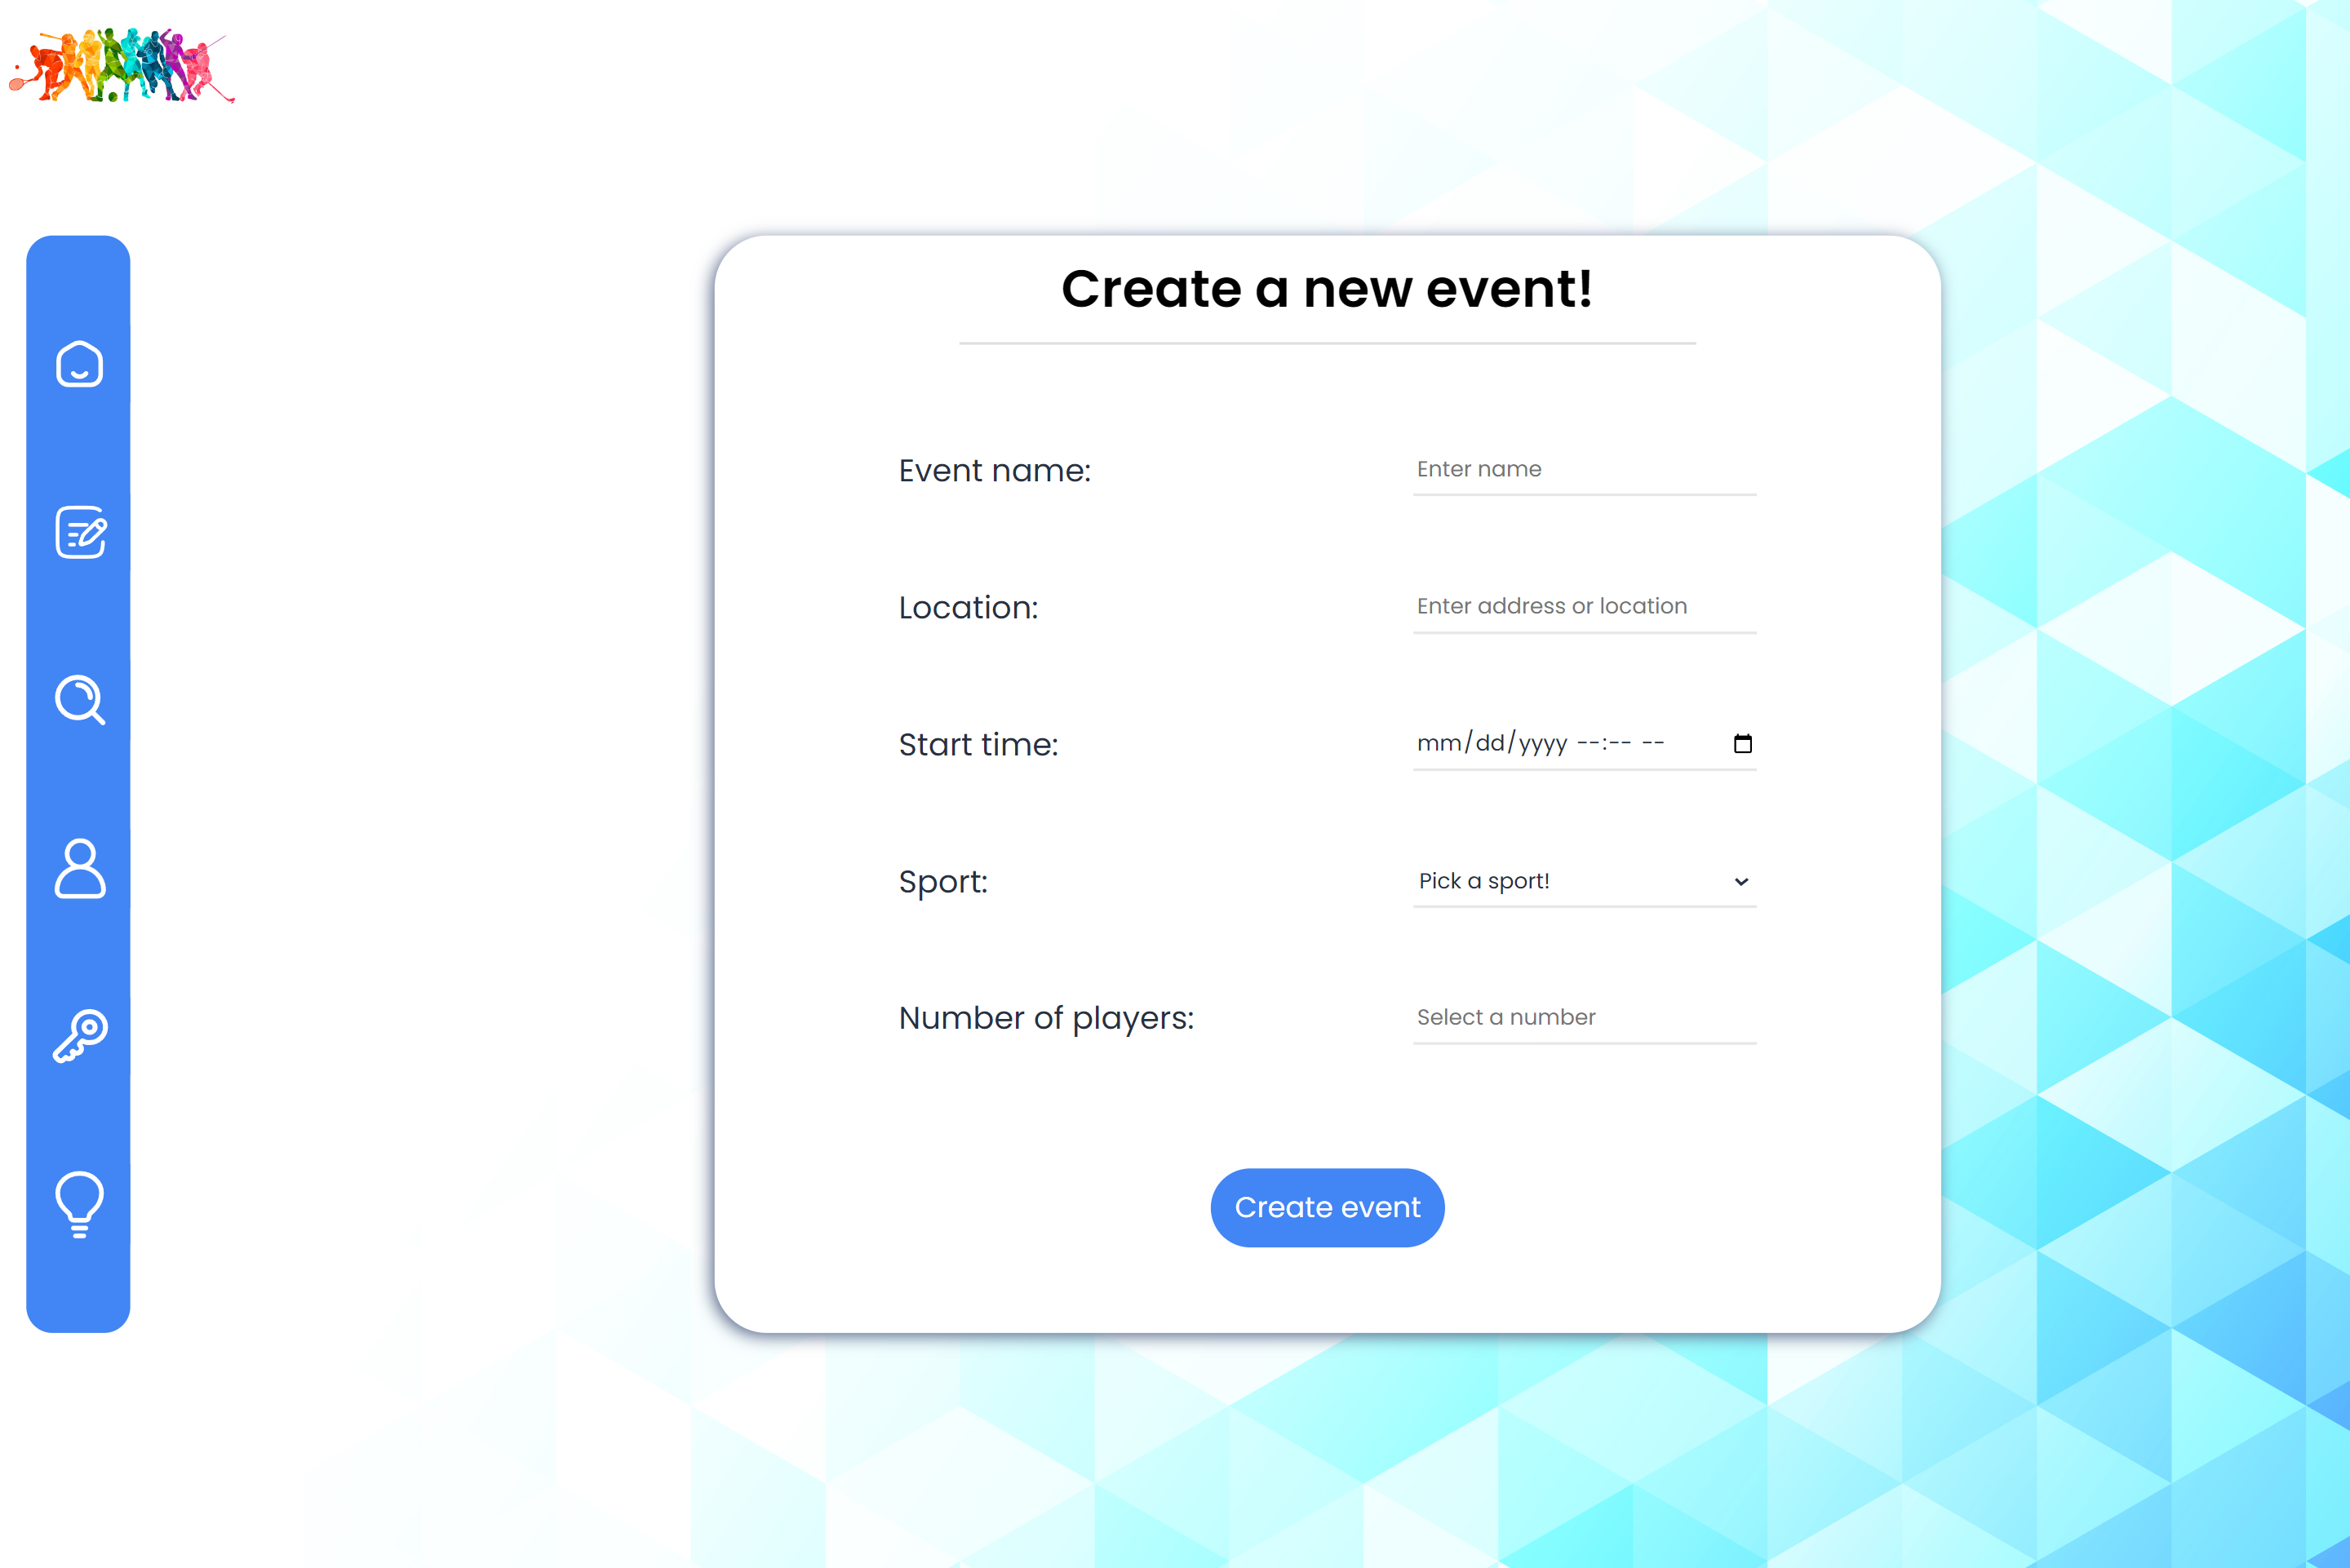 Create a new event!
Event name:
Enter name
Location:
Enter address or location
Start time:
mm/dd/yyyy --:-- --
Sport:
Pick a sport!
Number of players:
Select a number
Create event